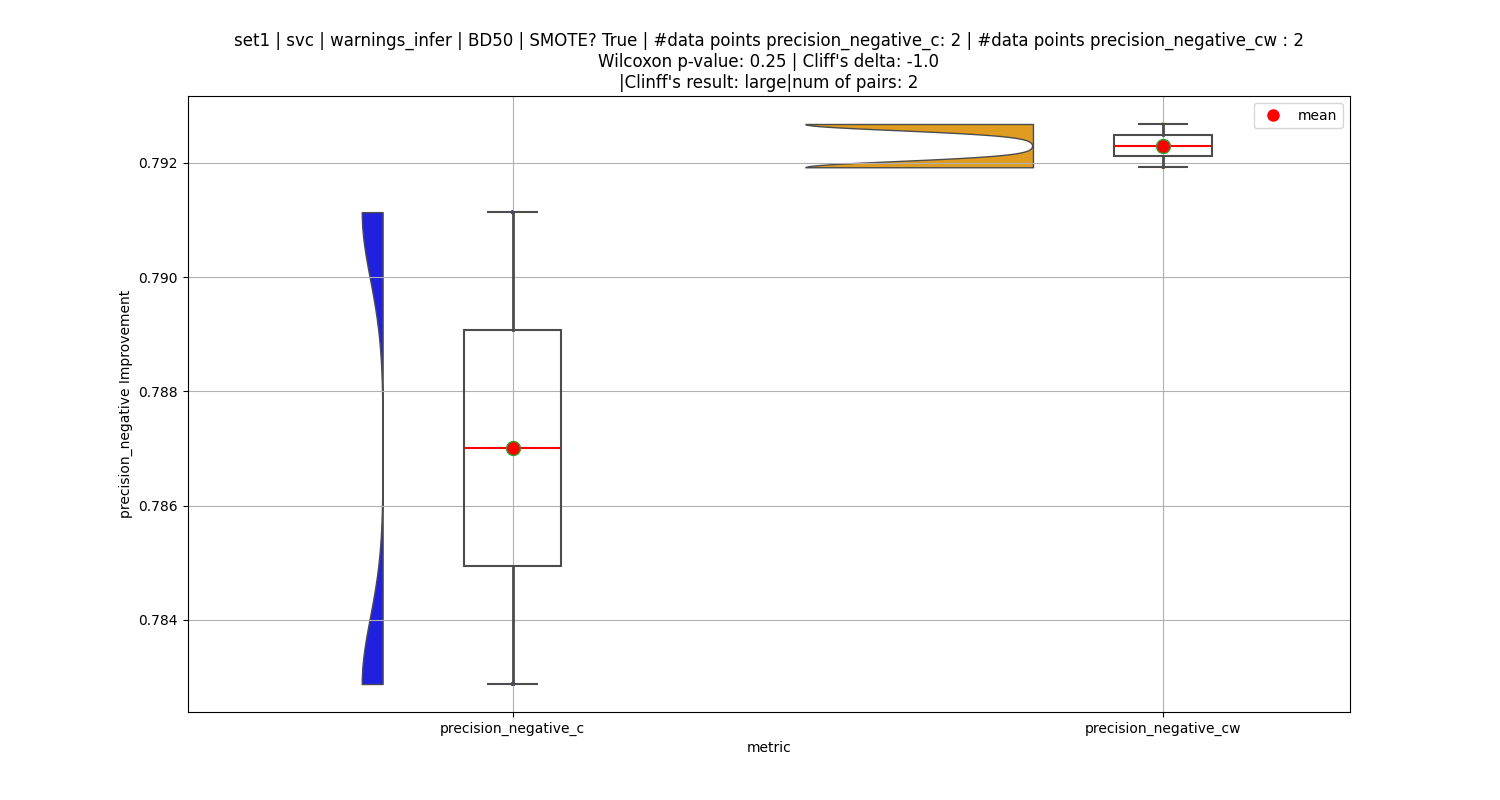 set1 | svc | warnings_infer | BD50 | SMOTE? True | #data points precision_negative_c: 2 | #data points precision_negative_cw : 2
Wilcoxon p-value: 0.25 | Cliff's delta: -1.0
|Clinff's result: large|num of pairs: 2
mean
0.792
0.790
0.788
0.786
0.784
precision_negative Improvement
precision_negative_c
precision_negative_cw
metric